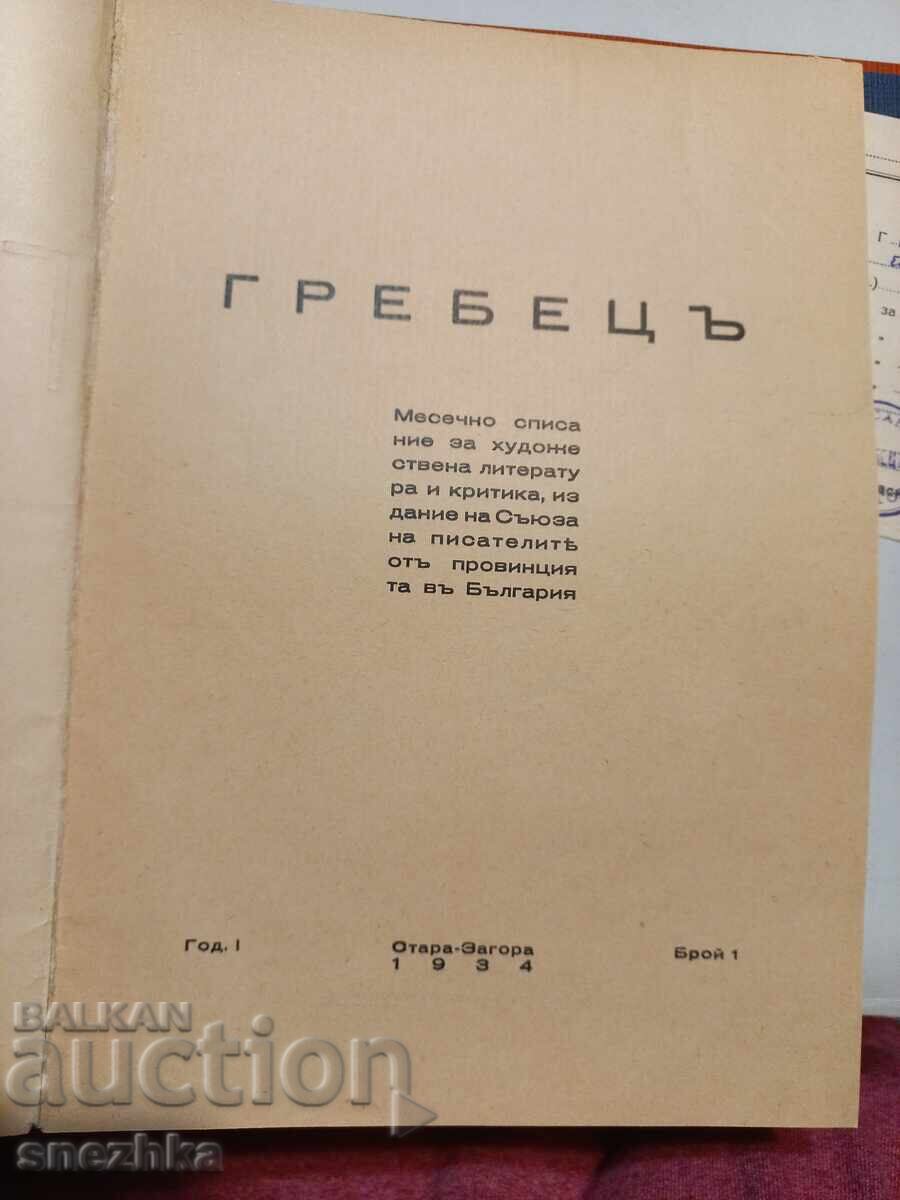 ГРЕБЕЦЪ
Месечно списа
ние за художе
ствена литерату
ра и критика, из
дание на Съюза
на писателитѣ
отъ провинция
та въ България
Год. I
Стара-Загора
1934
Брой 1
Г
за
BALKAN
auction
snezhka